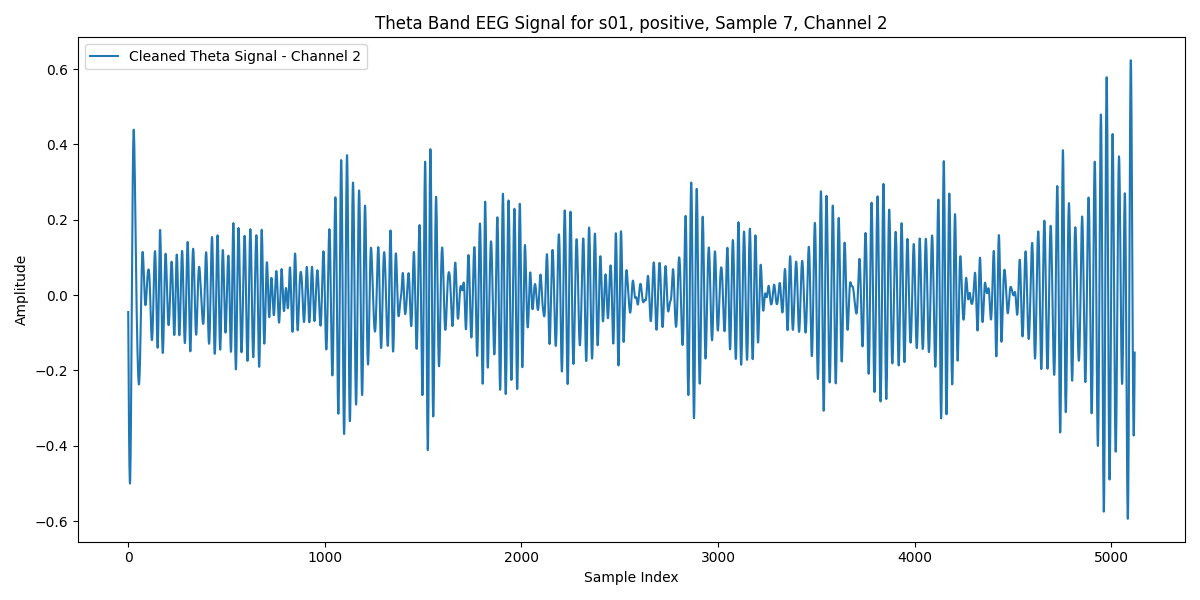 Theta Band EEG Signal for s01, positive, Sample 7, Channel 2
Cleaned Theta Signal - Channel 2
0.6
0.4
0.2
0.0
−0.2
−0.4
−0.6
Amplitude
0 1000 2000 3000 4000 5000
Sample Index